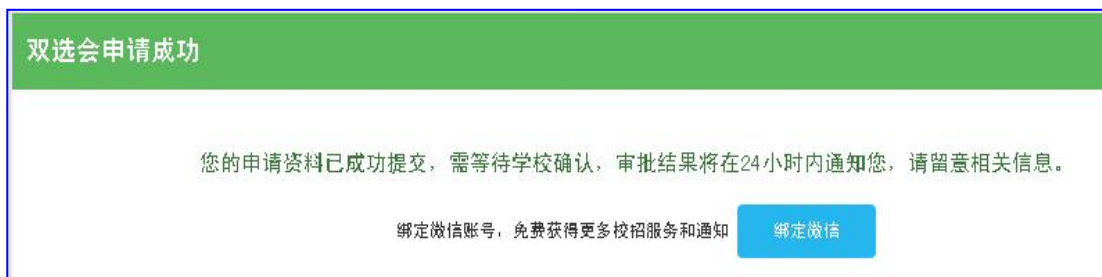 双选会申请成功
您的申请资料已成功提交，需等待学校确认，审批结果将在24小时内通知您，请留意相关信息。
绑定微信账号，免费获得更多校招服务和通知 绑定微信